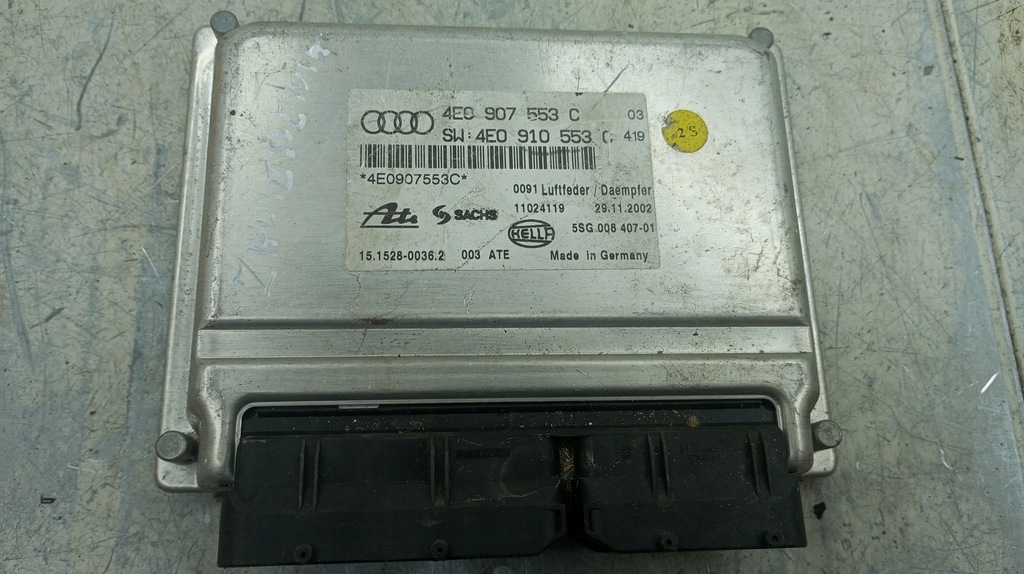 4E0 907 553 C 03
SW:4E0 910 553 C 419
*4E0907553C*
0091 Luftfeder / Daempfer
Ate SACHS 11024119 29.11.2002
HELLA 5SG 008 407-01
15.1528-0036.2 003 ATE Made in Germany